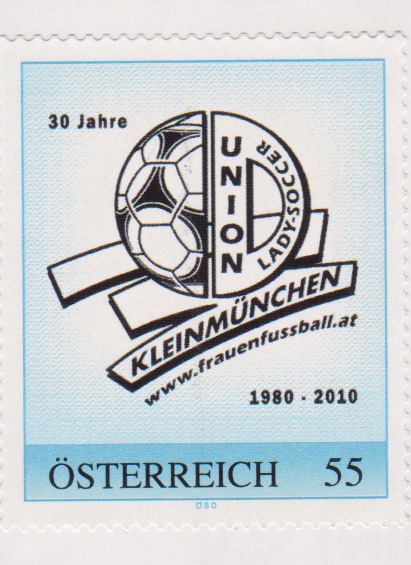 30 Jahre
UNION
LADY-SOCCER
KLEINMÜNCHEN
www.frauenfussball.at
1980 - 2010
ÖSTERREICH 55
ÖSD